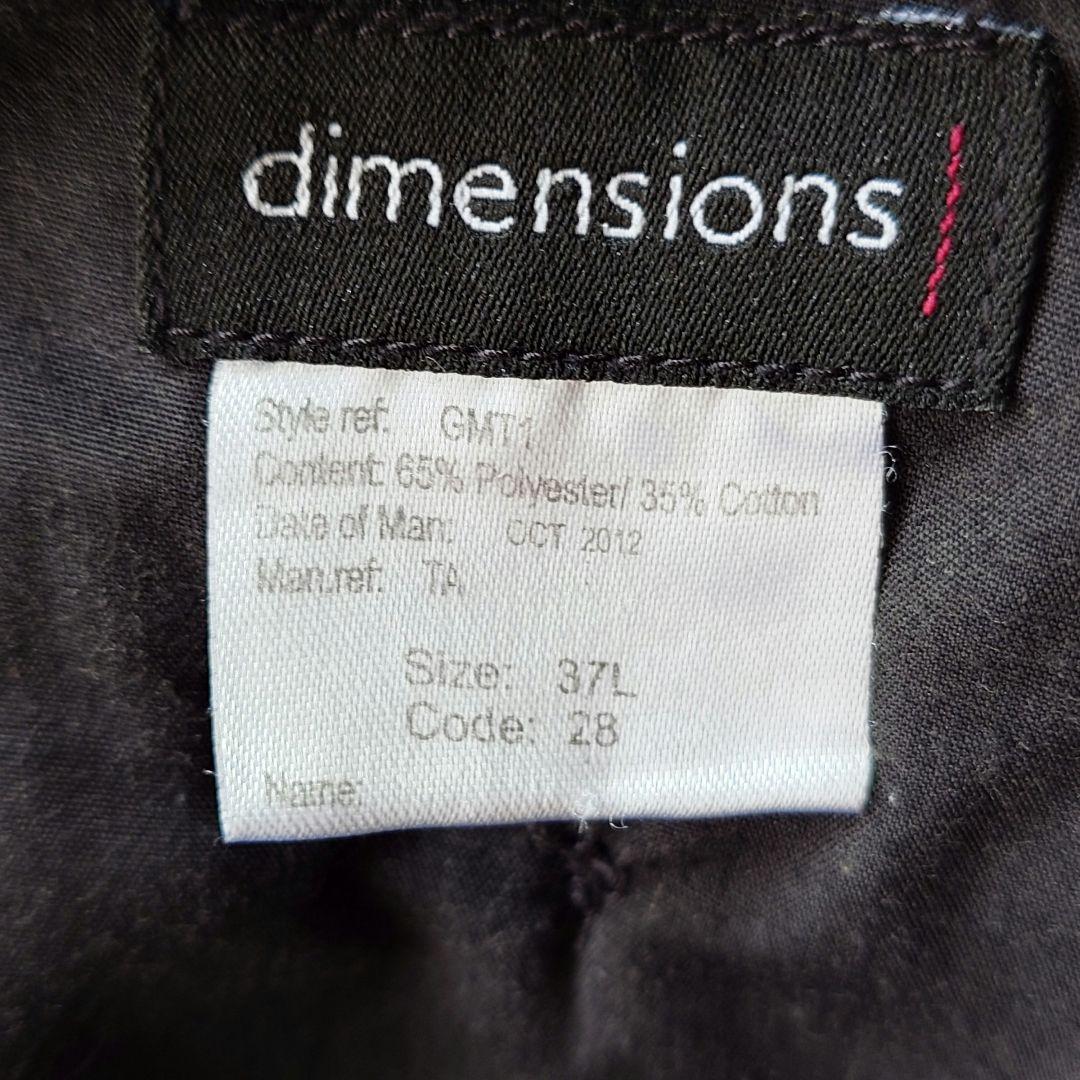 dimensions
Style ref: GMT1
Content: 65% Polyester/ 35% Cotton
Date of Man: OCT 2012
Man.ref: TA
Size: 37L
Code: 28
Name: